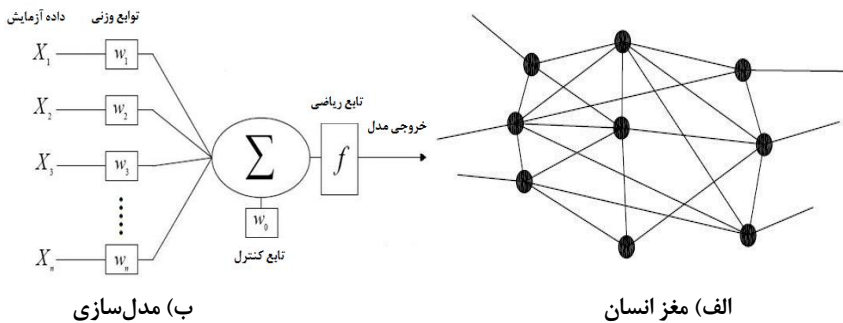 داده آزمایش
توابع وزنی
X₁ w₁
X₂ w₂
X₃ w₃
Xₙ wₙ
∑
w₀
تابع کنترل
تابع ریاضی
f
خروجی مدل
الف) مغز انسان
ب) مدل‌سازی